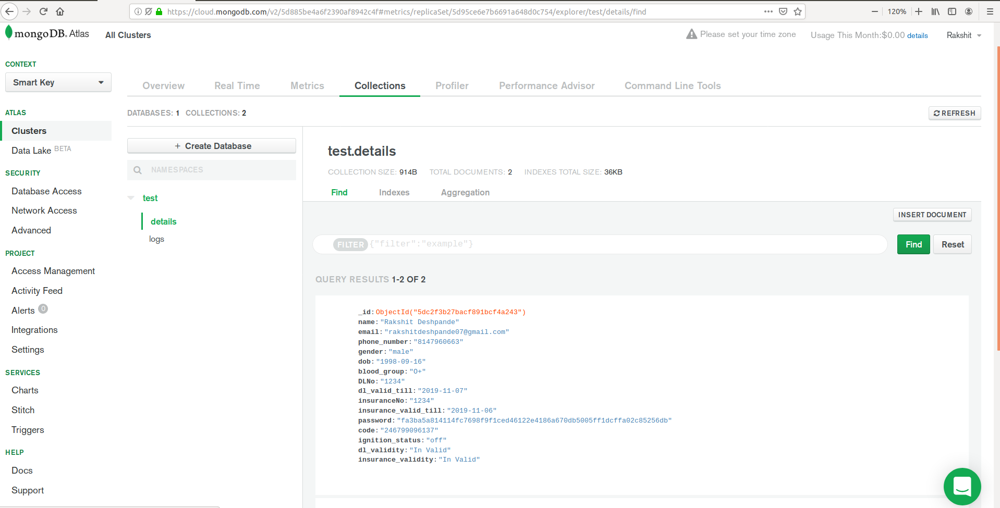 https://cloud.mongodb.com/v2/5d885be4a6f2390af8942c4f#metrics/replicaSet/5d95ce6e7b6691a648d0c754/explorer/test/details/find
120%
mongoDB. Atlas
All Clusters
Please set your time zone
Usage This Month:$0.00 details
Rakshit
CONTEXT
Smart Key
ATLAS
Clusters
Data Lake BETA
SECURITY
Database Access
Network Access
Advanced
PROJECT
Access Management
Activity Feed
Alerts 0
Integrations
Settings
SERVICES
Charts
Stitch
Triggers
HELP
Docs
Support
Overview
Real Time
Metrics
Collections
Profiler
Performance Advisor
Command Line Tools
DATABASES: 1 COLLECTIONS: 2
REFRESH
+ Create Database
NAMESPACES
test
details
logs
test.details
COLLECTION SIZE: 914B TOTAL DOCUMENTS: 2 INDEXES TOTAL SIZE: 36KB
Find
Indexes
Aggregation
INSERT DOCUMENT
FILTER {"filter":"example"}
Find
Reset
QUERY RESULTS 1-2 OF 2
_id:ObjectId("5dc2f3b27bacf891bcf4a243")
name:"Rakshit Deshpande"
email:"rakshitdeshpande07@gmail.com"
phone_number:"8147960663"
gender:"male"
dob:"1998-09-16"
blood_group:"O+"
DLNo:"1234"
dl_valid_till:"2019-11-07"
insuranceNo:"1234"
insurance_valid_till:"2019-11-06"
password:"fa3ba5a814114fc7698f9f1ced46122e4186a670db5005ff1dcffa02c85256db"
code:"246799096137"
ignition_status:"off"
dl_validity:"In Valid"
insurance_validity:"In Valid"